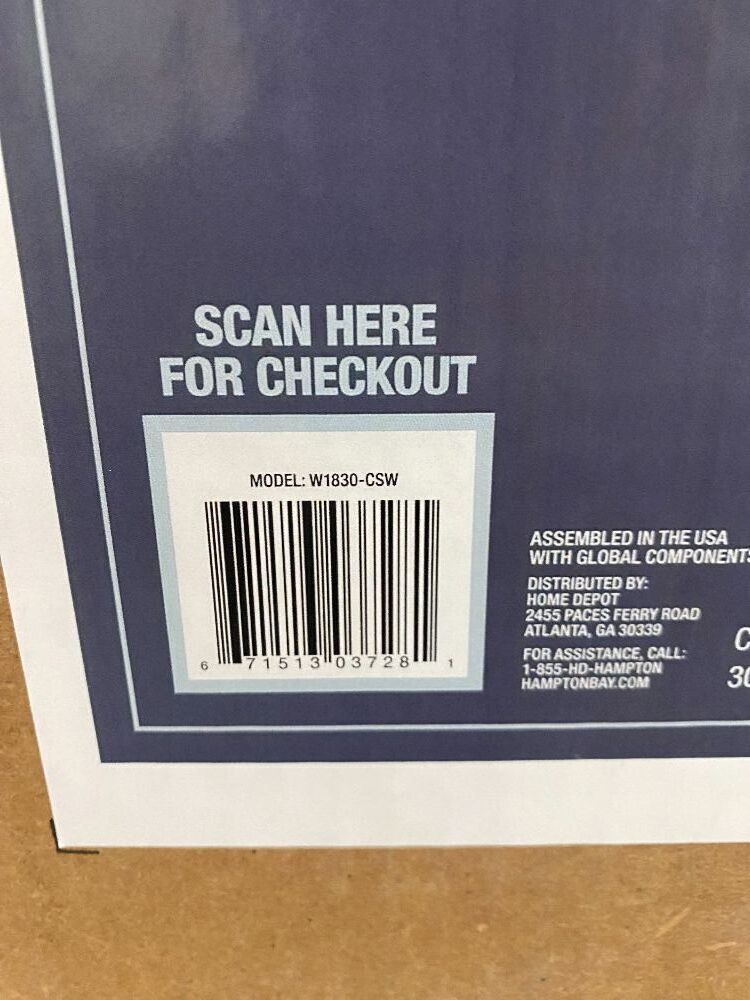 SCAN HERE
FOR CHECKOUT
MODEL: W1830-CSW
6 71513 03728 1
ASSEMBLED IN THE USA
WITH GLOBAL COMPONENTS
DISTRIBUTED BY:
HOME DEPOT
2455 PACES FERRY ROAD
ATLANTA, GA 30339
FOR ASSISTANCE, CALL:
1-855-HD-HAMPTON
HAMPTONBAY.COM
C
30